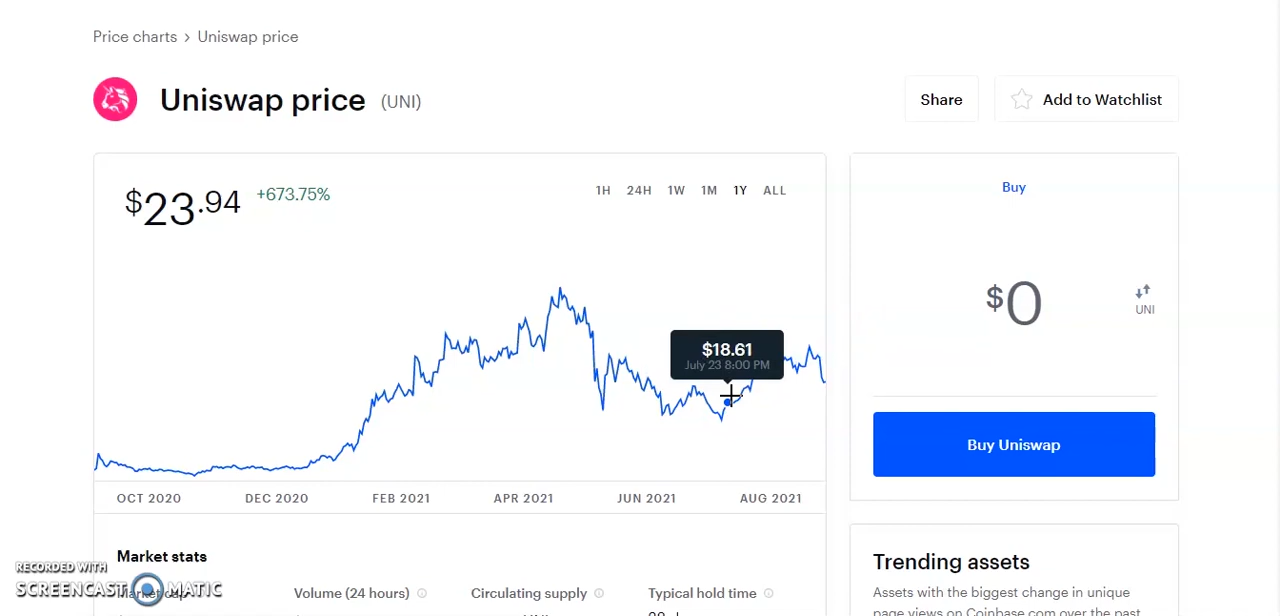 Price charts › Uniswap price
Uniswap price (UNI)
Share
Add to Watchlist
$23.94 +673.75%
1H 24H 1W 1M 1Y ALL
$18.61
July 23 8:00 PM
OCT 2020 DEC 2020 FEB 2021 APR 2021 JUN 2021 AUG 2021
Buy
$0
UNI
Buy Uniswap
Market stats
Market cap Volume (24 hours) Circulating supply Typical hold time
Trending assets
Assets with the biggest change in unique
page views on Coinbase.com over the past
RECORDED WITH
SCREENCAST MATIC